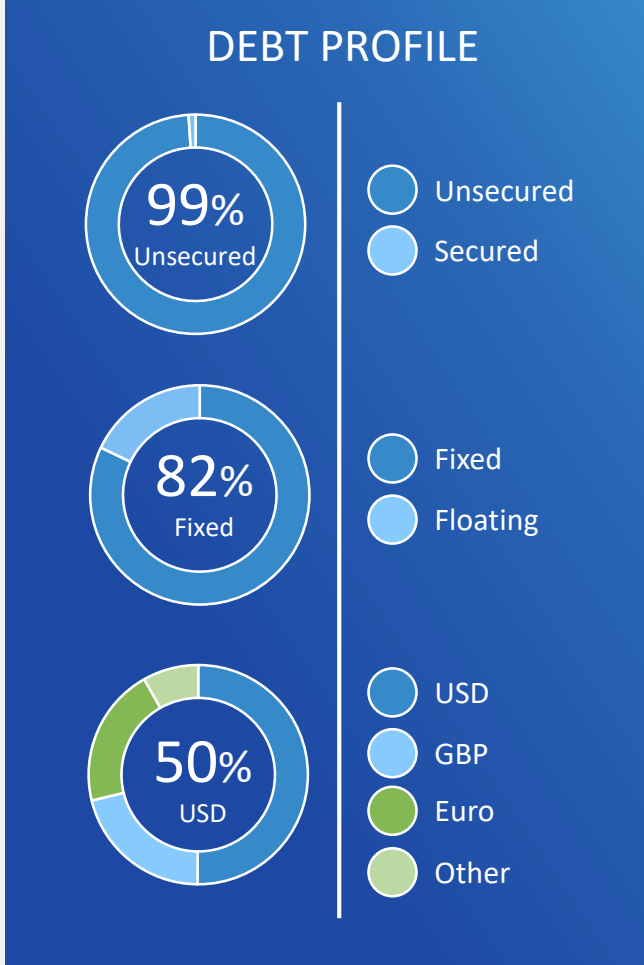 DEBT PROFILE
99%
Unsecured
Unsecured
Secured
82%
Fixed
Fixed
Floating
50%
USD
USD
GBP
Euro
Other